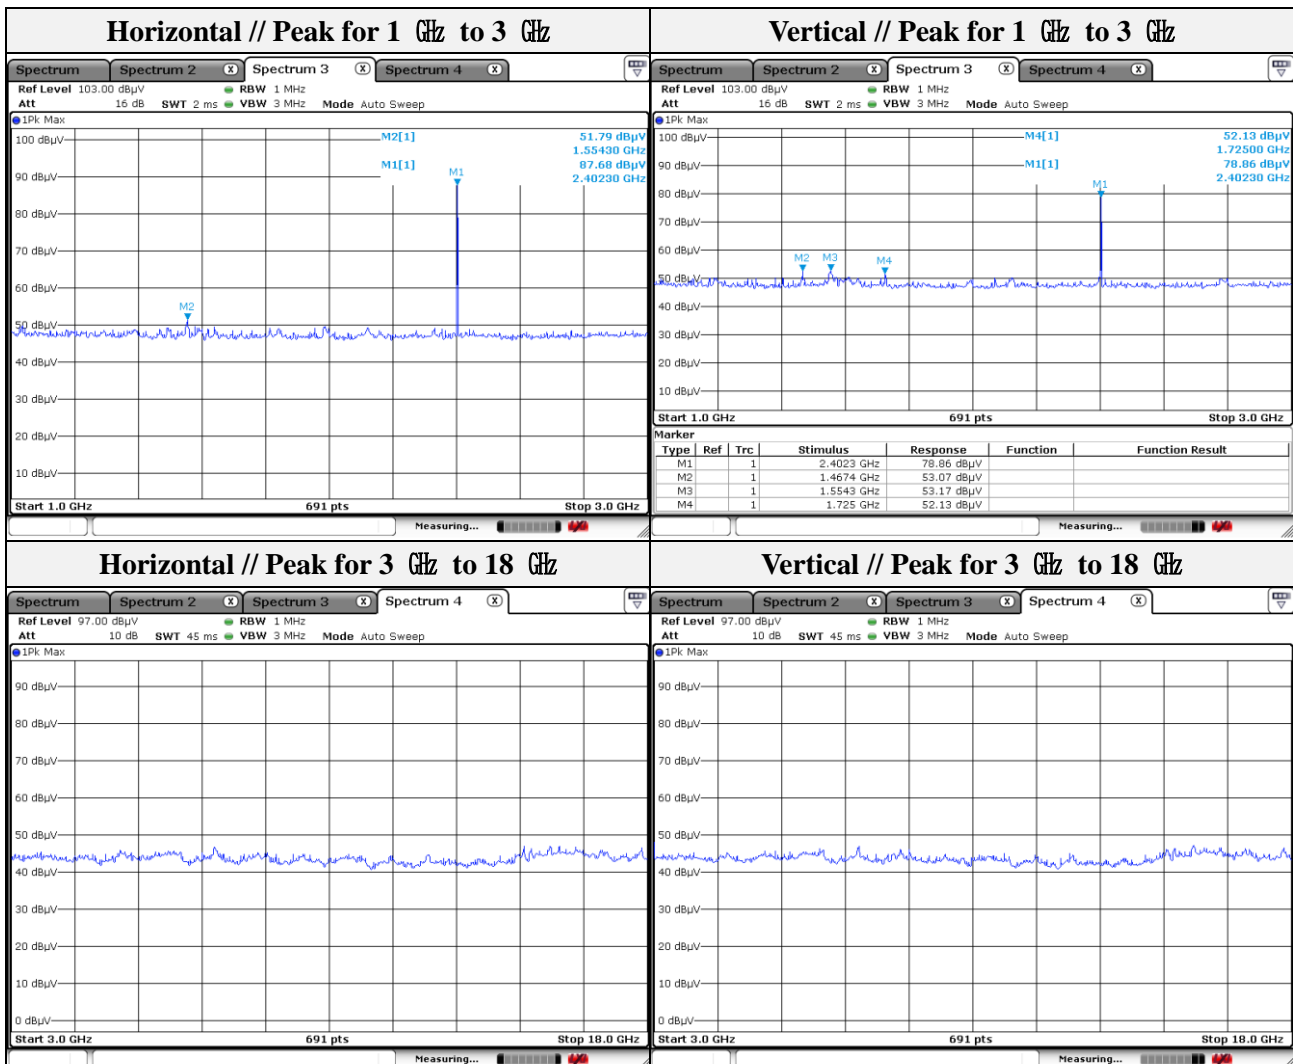 Horizontal // Peak for 1 ㎓ to 3 ㎓
Spectrum Spectrum 2 X Spectrum 3 X Spectrum 4 X
Ref Level 103.00 dBµV RBW 1 MHz
Att 16 dB SWT 2 ms VBW 3 MHz Mode Auto Sweep
1Pk Max
M2[1] 51.79 dBµV
1.55430 GHz
M1[1] 87.68 dBµV
2.40230 GHz
100 dBµV
90 dBµV
80 dBµV
70 dBµV
60 dBµV
50 dBµV
40 dBµV
30 dBµV
20 dBµV
10 dBµV
M1
M2
Start 1.0 GHz 691 pts Stop 3.0 GHz
Measuring...
Vertical // Peak for 1 ㎓ to 3 ㎓
Spectrum Spectrum 2 X Spectrum 3 X Spectrum 4 X
Ref Level 103.00 dBµV RBW 1 MHz
Att 16 dB SWT 2 ms VBW 3 MHz Mode Auto Sweep
1Pk Max
M4[1] 52.13 dBµV
1.72500 GHz
M1[1] 78.86 dBµV
2.40230 GHz
100 dBµV
90 dBµV
80 dBµV
70 dBµV
60 dBµV
50 dBµV
40 dBµV
30 dBµV
20 dBµV
10 dBµV
M1
M2 M3 M4
Start 1.0 GHz 691 pts Stop 3.0 GHz
Marker
Type Ref Trc Stimulus Response Function Function Result
M1 1 2.4023 GHz 78.86 dBµV
M2 1 1.4674 GHz 53.07 dBµV
M3 1 1.5543 GHz 53.17 dBµV
M4 1 1.725 GHz 52.13 dBµV
Measuring...
Horizontal // Peak for 3 ㎓ to 18 ㎓
Spectrum Spectrum 2 X Spectrum 3 X Spectrum 4 X
Ref Level 97.00 dBµV RBW 1 MHz
Att 10 dB SWT 45 ms VBW 3 MHz Mode Auto Sweep
1Pk Max
90 dBµV
80 dBµV
70 dBµV
60 dBµV
50 dBµV
40 dBµV
30 dBµV
20 dBµV
10 dBµV
0 dBµV
Start 3.0 GHz 691 pts Stop 18.0 GHz
Measuring...
Vertical // Peak for 3 ㎓ to 18 ㎓
Spectrum Spectrum 2 X Spectrum 3 X Spectrum 4 X
Ref Level 97.00 dBµV RBW 1 MHz
Att 10 dB SWT 45 ms VBW 3 MHz Mode Auto Sweep
1Pk Max
90 dBµV
80 dBµV
70 dBµV
60 dBµV
50 dBµV
40 dBµV
30 dBµV
20 dBµV
10 dBµV
0 dBµV
Start 3.0 GHz 691 pts Stop 18.0 GHz
Measuring...